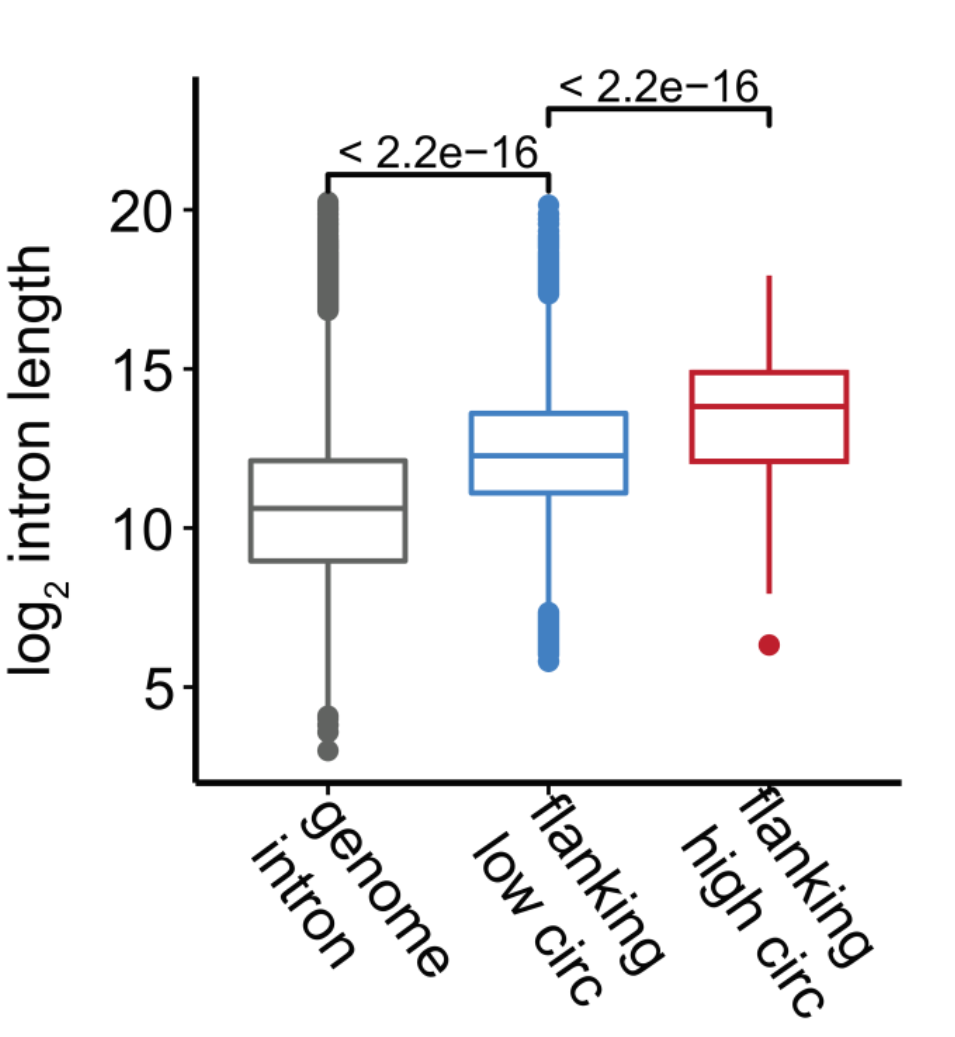 < 2.2e−16
< 2.2e−16
log2 intron length
20
15
10
5
genome
intron
flanking
low circ
flanking
high circ